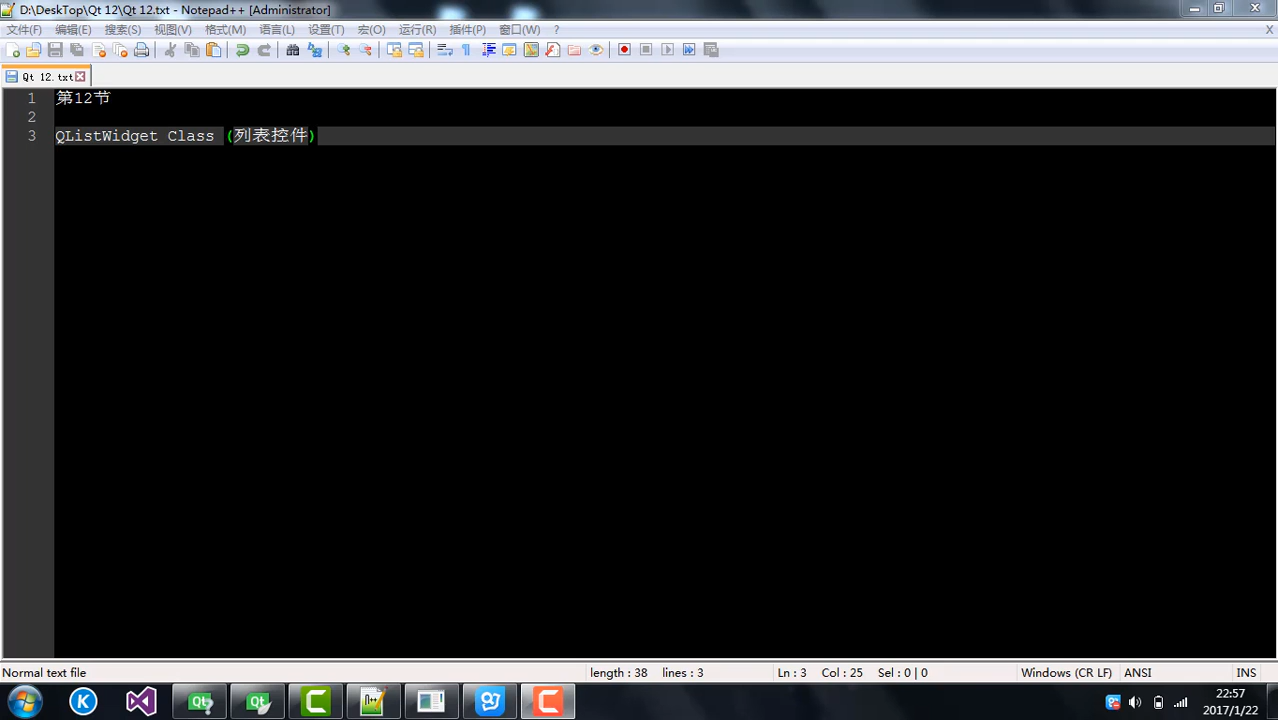 D:\DeskTop\Qt 12\Qt 12.txt - Notepad++ [Administrator]
文件(F) 编辑(E) 搜索(S) 视图(V) 格式(M) 语言(L) 设置(T) 宏(O) 运行(R) 插件(P) 窗口(W) ? X
Qt 12.txt
1 第12节
2
3 QListWidget Class (列表控件)
Normal text file length : 38 lines : 3 Ln : 3 Col : 25 Sel : 0 | 0 Windows (CR LF) ANSI INS
22:57
2017/1/22